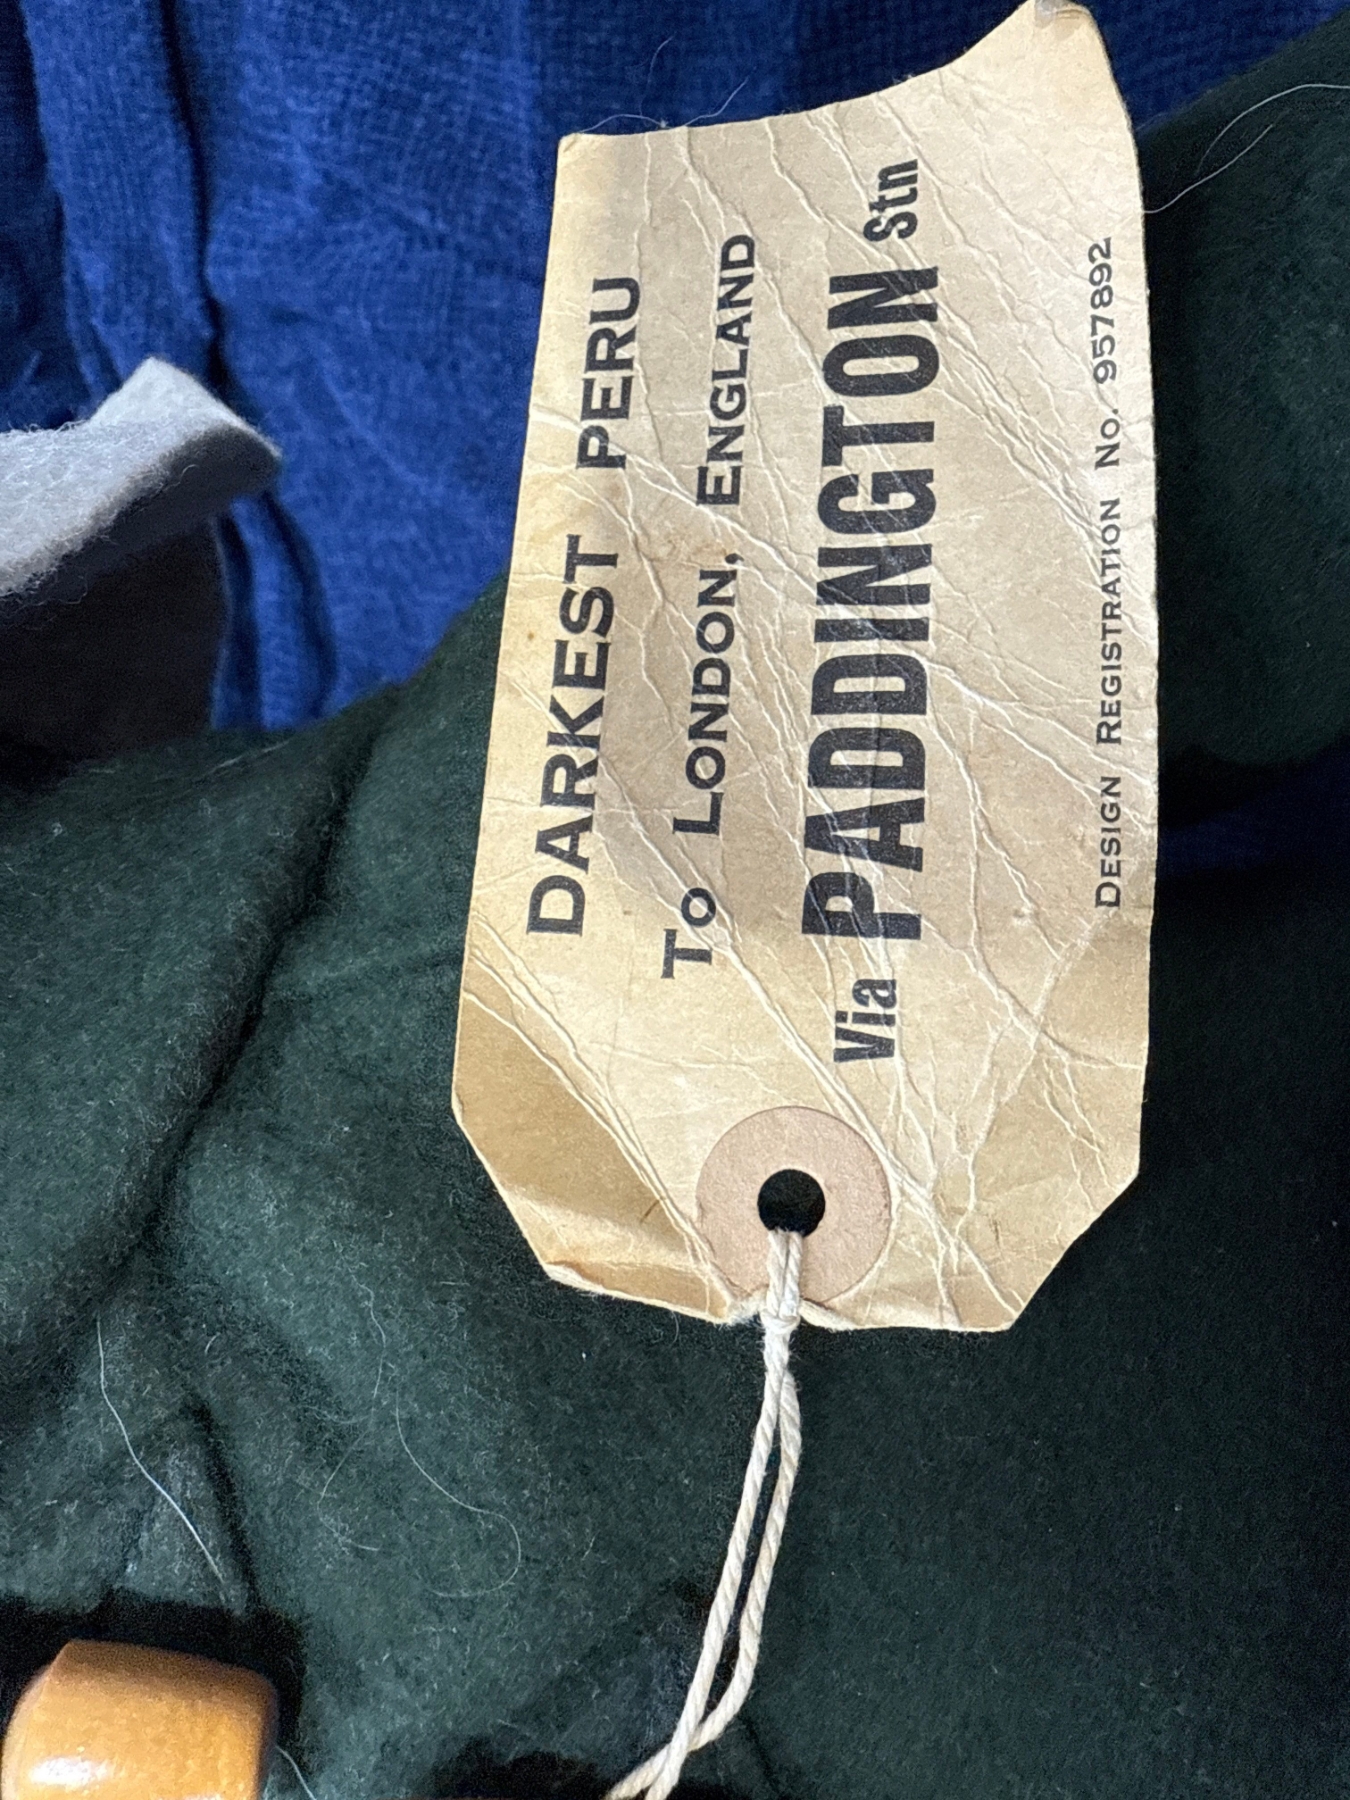 DARKEST PERU
TO LONDON, ENGLAND
Via PADDINGTON Stn
DESIGN REGISTRATION NO. 957892